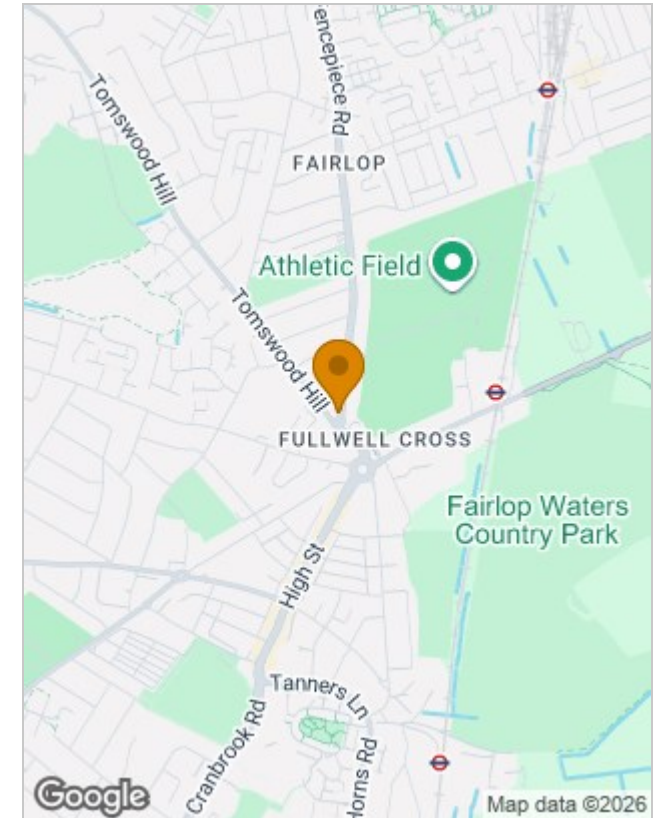 encepiece Rd
Tomswood Hill
FAIRLOP
Athletic Field
Tomswood Hill
FULLWELL CROSS
Fairlop Waters
Country Park
High St
Tanners Ln
Cranbrook Rd
Horns Rd
Google
Map data ©2026